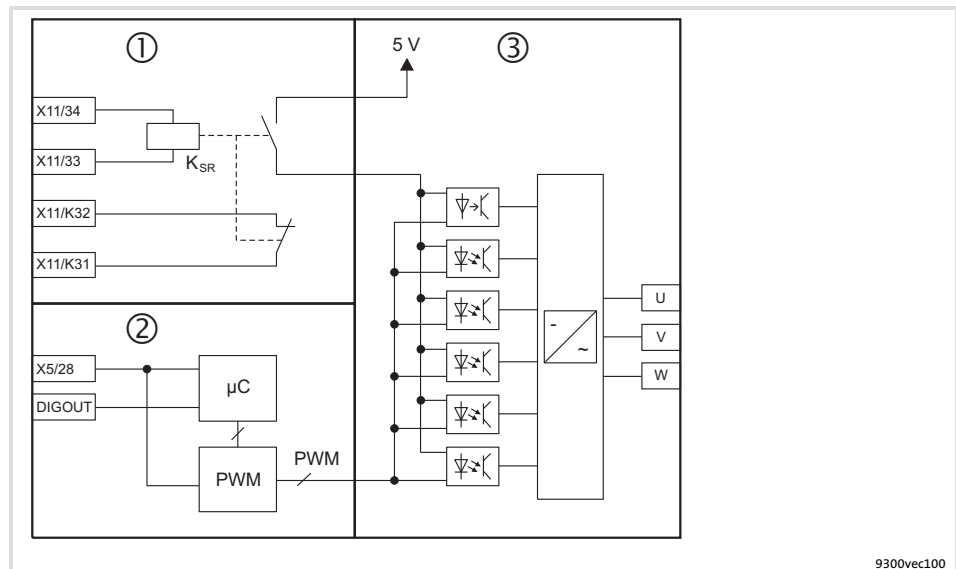 ①
③
5 V
X11/34
X11/33
K_SR
X11/K32
X11/K31
②
X5/28
µC
DIGOUT
PWM
PWM
-
~
U
V
W
9300vec100